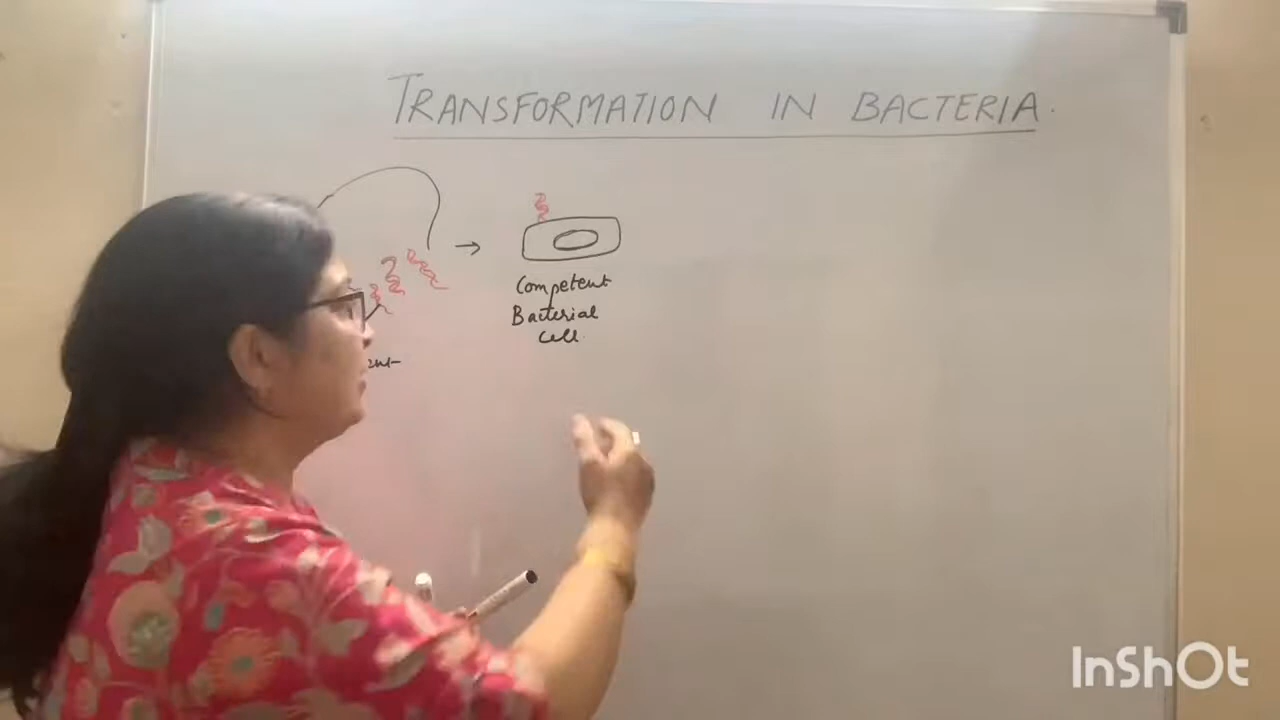 TRANSFORMATION IN BACTERIA.
Competent
Bacterial
Cell.
InShOt